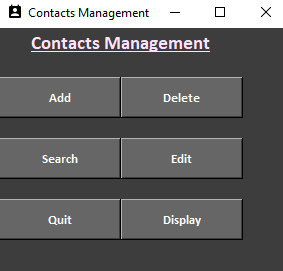 Contacts Management
Contacts Management
Add Delete
Search Edit
Quit Display